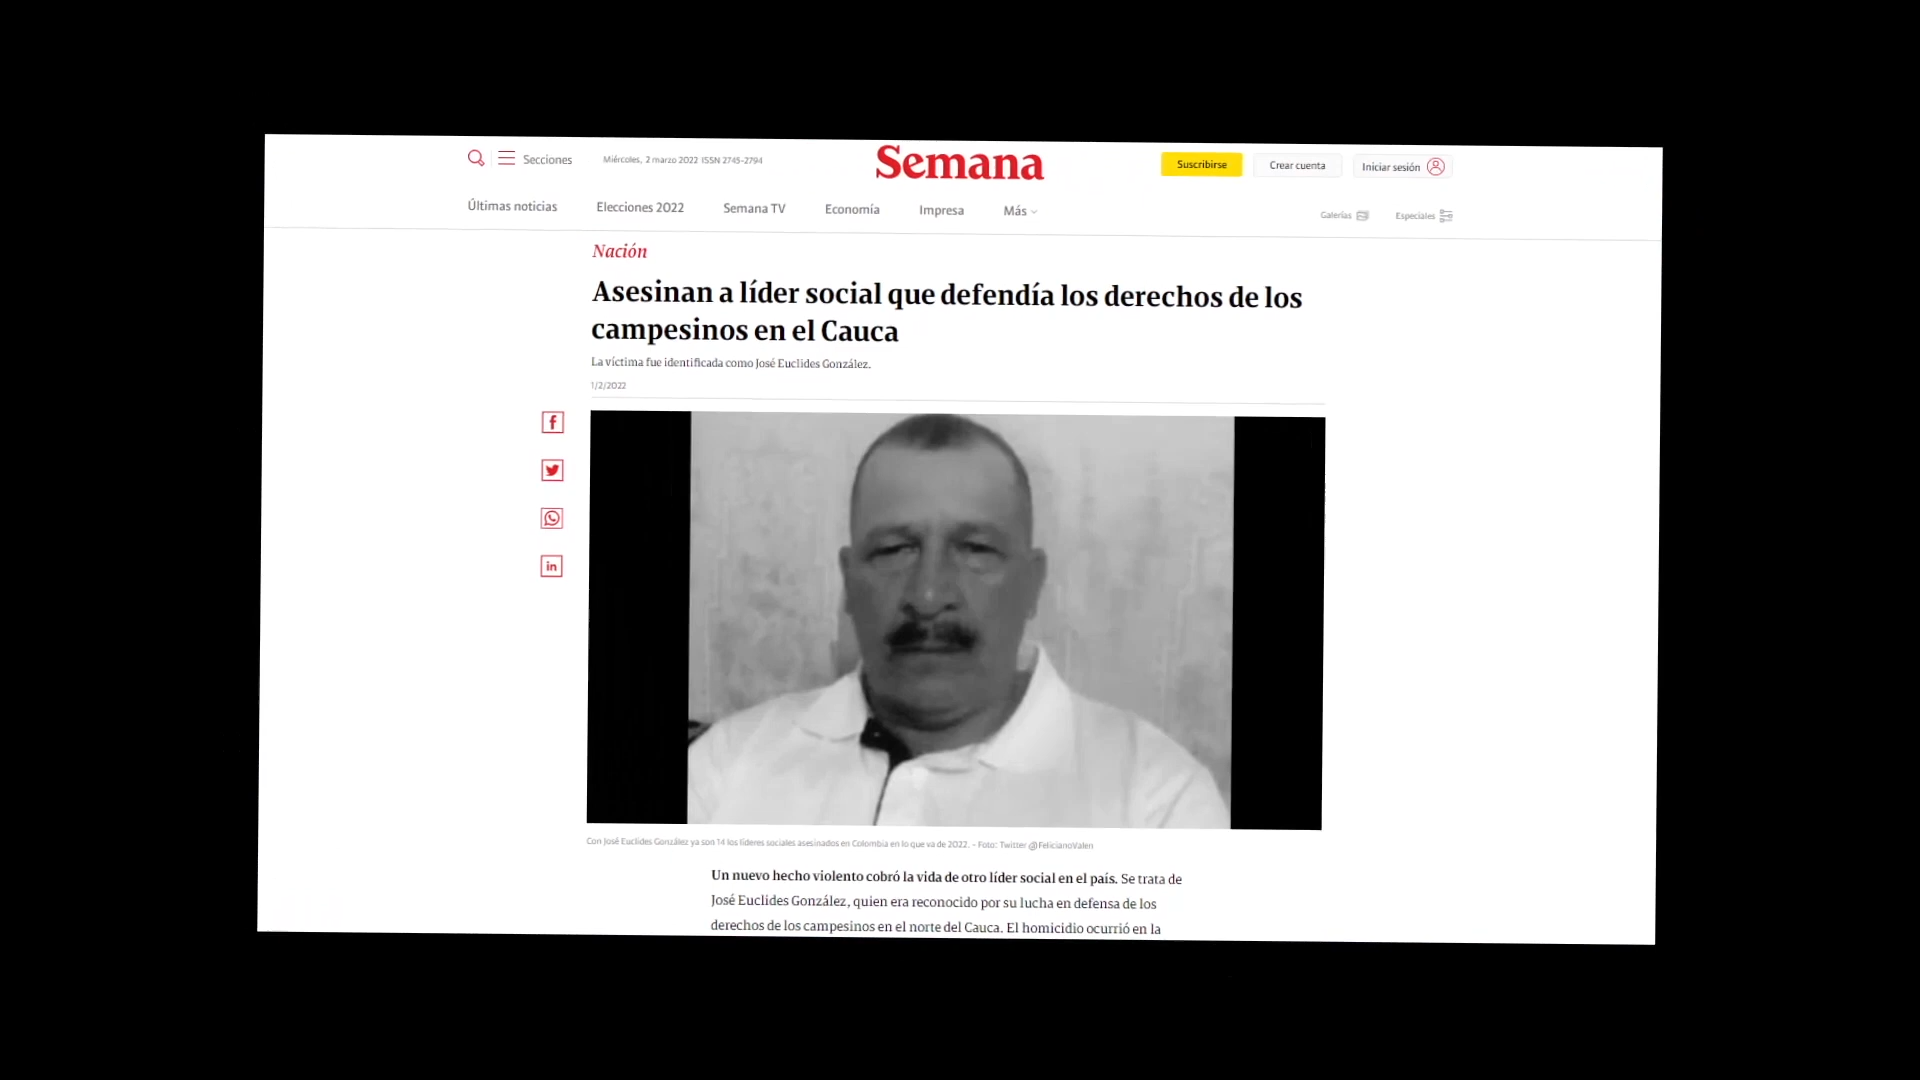 Secciones
Miércoles, 2 marzo 2022 ISSN 2745-2794
Semana
Suscribirse
Crear cuenta
Iniciar sesión
Últimas noticias
Elecciones 2022
Semana TV
Economía
Impresa
Más
Galerías
Especiales
Nación
Asesinan a líder social que defendía los derechos de los
campesinos en el Cauca
La víctima fue identificada como José Euclides González.
1/2/2022
f
in
Con José Euclides González ya son 14 los líderes sociales asesinados en Colombia en lo que va de 2022. - Foto: Twitter @FelicianoValen
Un nuevo hecho violento cobró la vida de otro líder social en el país. Se trata de
José Euclides González, quien era reconocido por su lucha en defensa de los
derechos de los campesinos en el norte del Cauca. El homicidio ocurrió en la